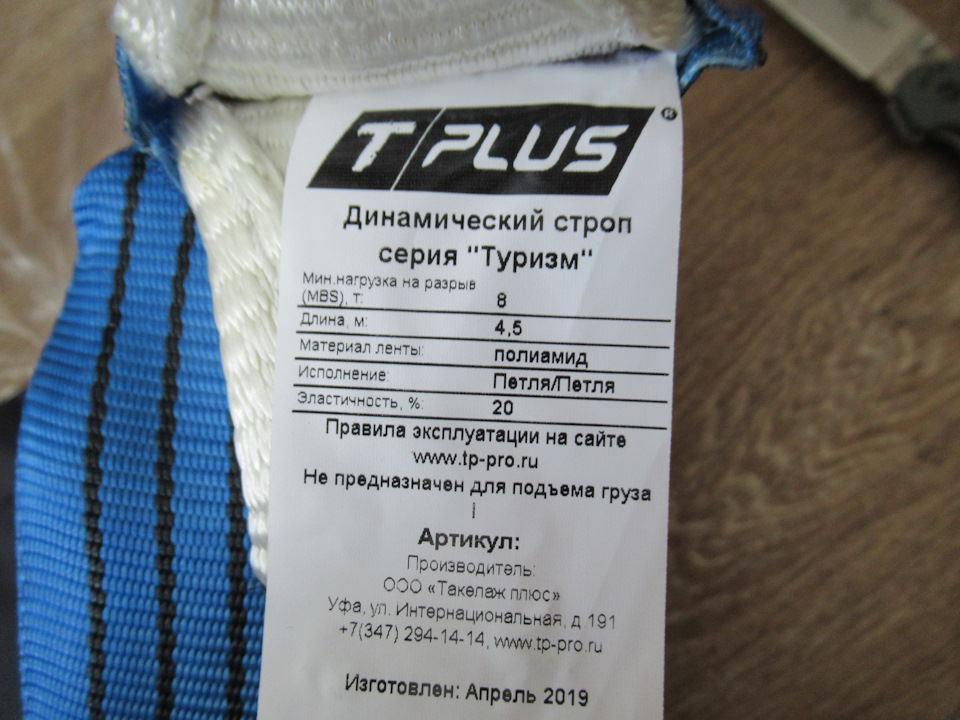 T PLUS®
Динамический строп
серия "Туризм"
Мин.нагрузка на разрыв
(MBS), т: 8
Длина, м: 4,5
Материал ленты: полиамид
Исполнение: Петля/Петля
Эластичность, %: 20
Правила эксплуатации на сайте
www.tp-pro.ru
Не предназначен для подъема груза
|
Артикул:
Производитель:
ООО «Такелаж плюс»
Уфа, ул. Интернациональная, д 191
+7(347) 294-14-14, www.tp-pro.ru
Изготовлен: Апрель 2019